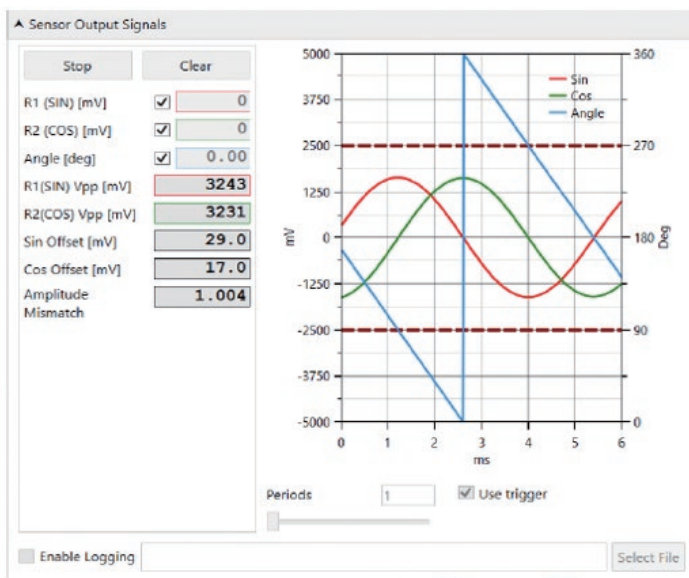 Sensor Output Signals
Stop Clear
R1 (SIN) [mV] 0
R2 (COS) [mV] 0
Angle [deg] 0.00
R1(SIN) Vpp [mV] 3243
R2(COS) Vpp [mV] 3231
Sin Offset [mV] 29.0
Cos Offset [mV] 17.0
Amplitude Mismatch 1.004
5000
3750
2500
1250
0
-1250
-2500
-3750
-5000
mV
Sin
Cos
Angle
360
270
180
90
0
Deg
0 1 2 3 4 5 6
ms
Periods 1 Use trigger
Enable Logging Select File